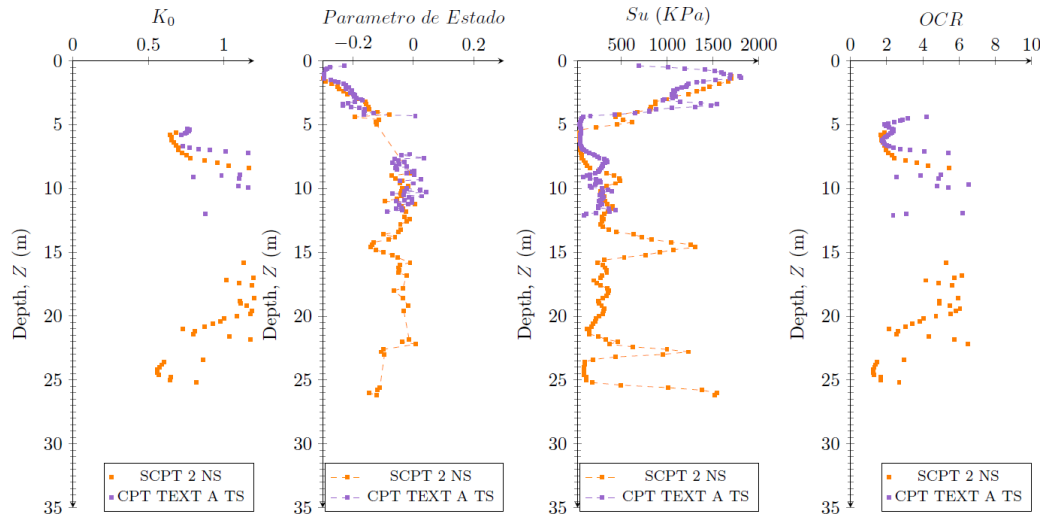 K0
0 0.5 1
0
5
10
15
20
25
30
35
Depth, Z (m)
SCPT 2 NS
CPT TEXT A TS
Parametro de Estado
−0.2 0 0.2
0
5
10
15
20
25
30
35
Depth, Z (m)
SCPT 2 NS
CPT TEXT A TS
Su (KPa)
500 1000 1500 2000
0
5
10
15
20
25
30
35
Depth, Z (m)
SCPT 2 NS
CPT TEXT A TS
OCR
0 2 4 6 8 10
0
5
10
15
20
25
30
35
Depth, Z (m)
SCPT 2 NS
CPT TEXT A TS